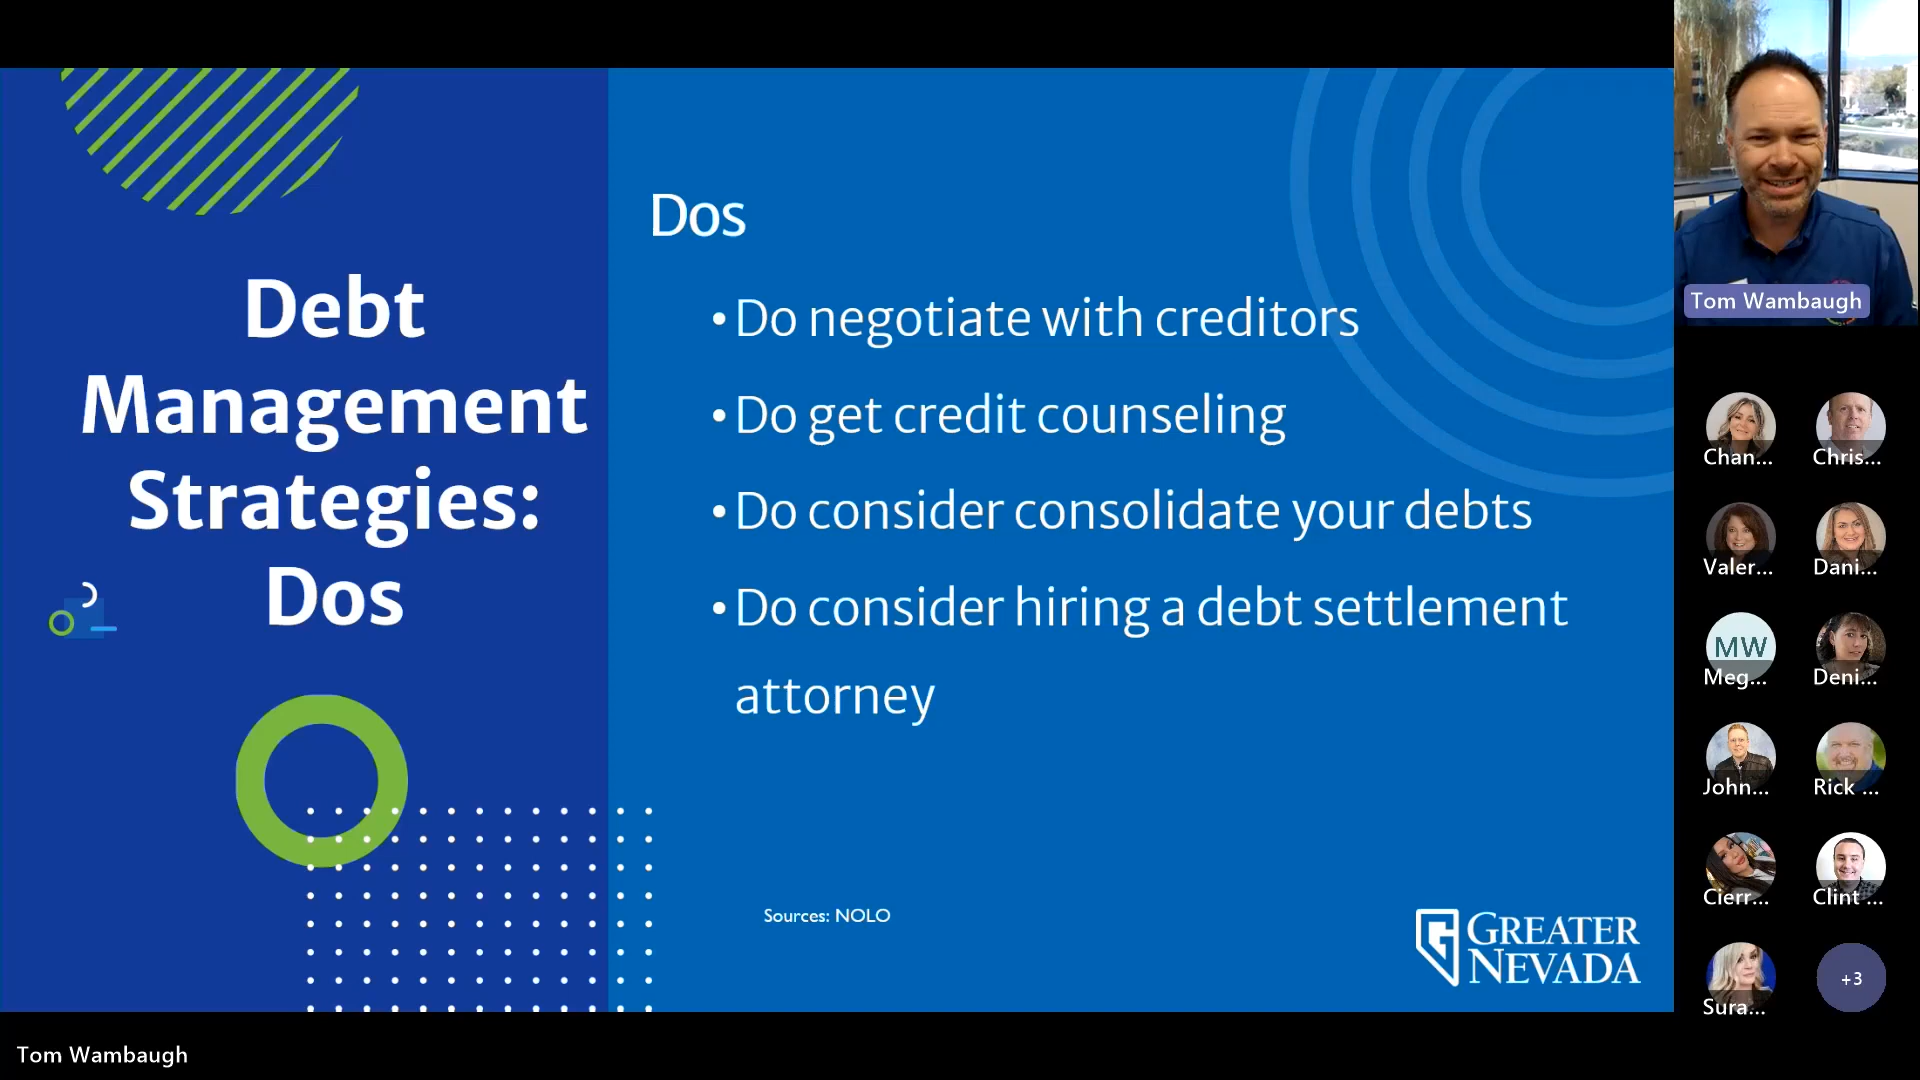 Debt
Management
Strategies:
Dos
Dos
•Do negotiate with creditors
•Do get credit counseling
•Do consider consolidate your debts
•Do consider hiring a debt settlement
attorney
Sources: NOLO
GREATER
NEVADA
Tom Wambaugh
Chan...
Chris...
Valer...
Dani...
MW
Meg...
Deni...
John...
Rick ...
Cierr...
Clint ...
Sura...
+3
Tom Wambaugh